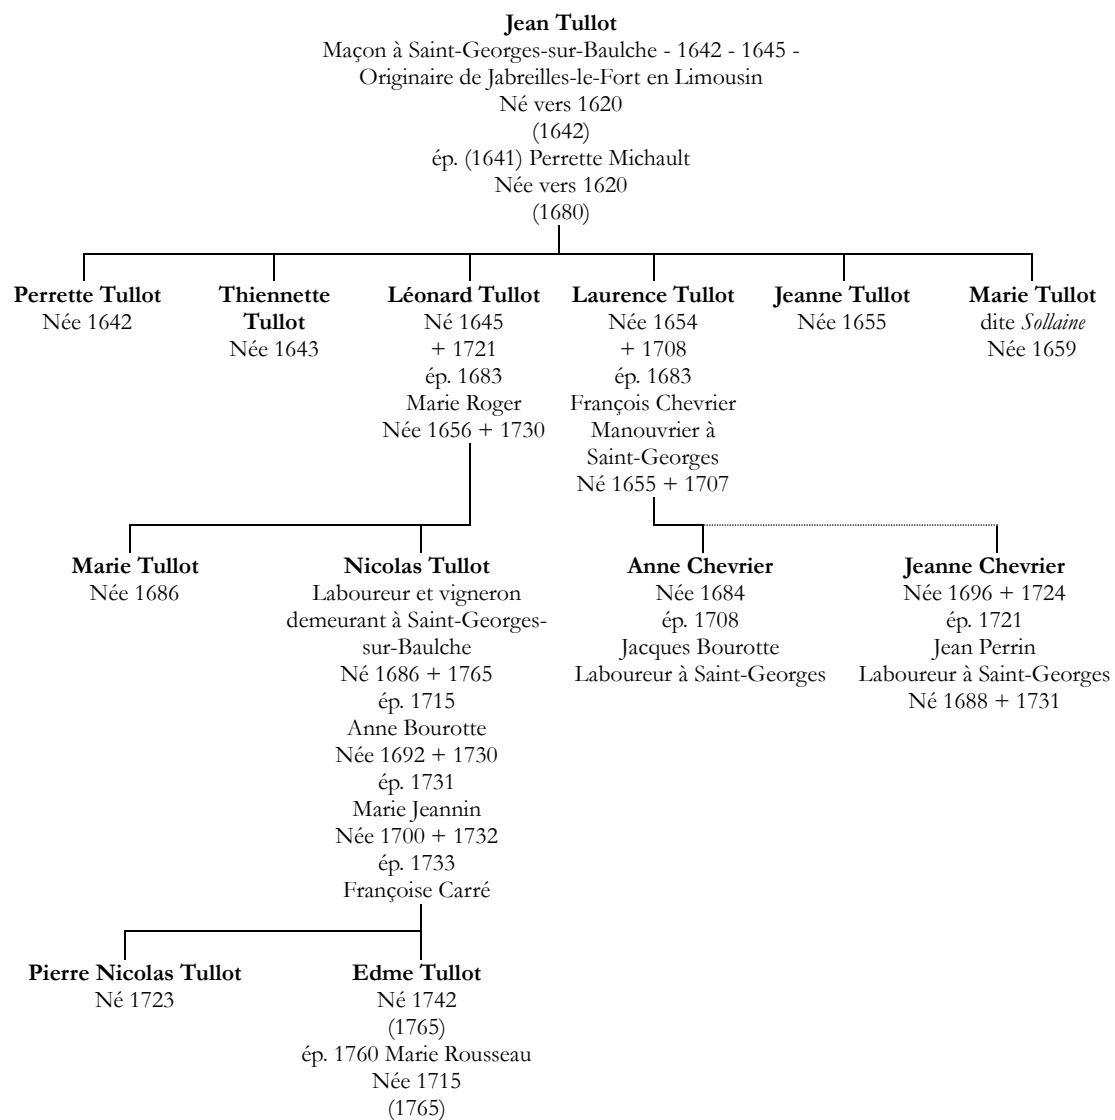 Jean Tullot
Maçon à Saint-Georges-sur-Baulche - 1642 - 1645 -
Originaire de Jabreilles-le-Fort en Limousin
Né vers 1620
(1642)
ép. (1641) Perrette Michault
Née vers 1620
(1680)
Perrette Tullot
Née 1642
Thiennette
Tullot
Née 1643
Léonard Tullot
Né 1645
+ 1721
ép. 1683
Marie Roger
Née 1656 + 1730
Laurence Tullot
Née 1654
+ 1708
ép. 1683
François Chevrier
Manouvrier à
Saint-Georges
Né 1655 + 1707
Jeanne Tullot
Née 1655
Marie Tullot
dite Sollaine
Née 1659
Marie Tullot
Née 1686
Nicolas Tullot
Laboureur et vigneron
demeurant à Saint-Georges-
sur-Baulche
Né 1686 + 1765
ép. 1715
Anne Bourotte
Née 1692 + 1730
ép. 1731
Marie Jeannin
Née 1700 + 1732
ép. 1733
Françoise Carré
Anne Chevrier
Née 1684
ép. 1708
Jacques Bourotte
Laboureur à Saint-Georges
Jeanne Chevrier
Née 1696 + 1724
ép. 1721
Jean Perrin
Laboureur à Saint-Georges
Né 1688 + 1731
Pierre Nicolas Tullot
Né 1723
Edme Tullot
Né 1742
(1765)
ép. 1760 Marie Rousseau
Née 1715
(1765)